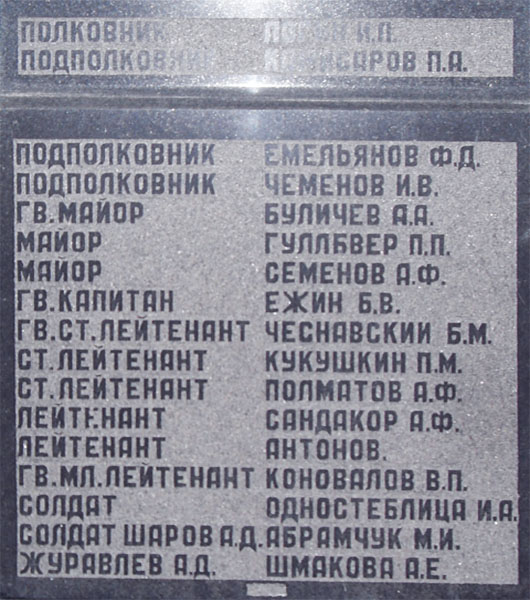 ПОЛКОВНИК И.П.
ПОДПОЛКОВНИК П.А.
ПОДПОЛКОВНИК ЕМЕЛЬЯНОВ Ф.Д.
ПОДПОЛКОВНИК ЧЕМЕНОВ И.В.
ГВ.МАЙОР БУЛИЧЕВ А.А.
МАЙОР ГУЛЛБВЕР П.П.
МАЙОР СЕМЕНОВ А.Ф.
ГВ.КАПИТАН ЕЖИН Б.В.
ГВ.СТ.ЛЕЙТЕНАНТ ЧЕСНАВСКИЙ Б.М.
СТ.ЛЕЙТЕНАНТ КУКУШКИН П.М.
СТ.ЛЕЙТЕНАНТ ПОЛМАТОВ А.Ф.
ЛЕЙТЕНАНТ САНДАКОР А.Ф.
ЛЕЙТЕНАНТ АНТОНОВ.
ГВ.МЛ.ЛЕЙТЕНАНТ КОНОВАЛОВ В.П.
СОЛДАТ ОДНОСТЕБЛИЦА И.А.
СОЛДАТ ШАРОВ А.Д. АБРАМЧУК М.И.
ЖУРАВЛЕВ А.Д. ШМАКОВА А.Е.